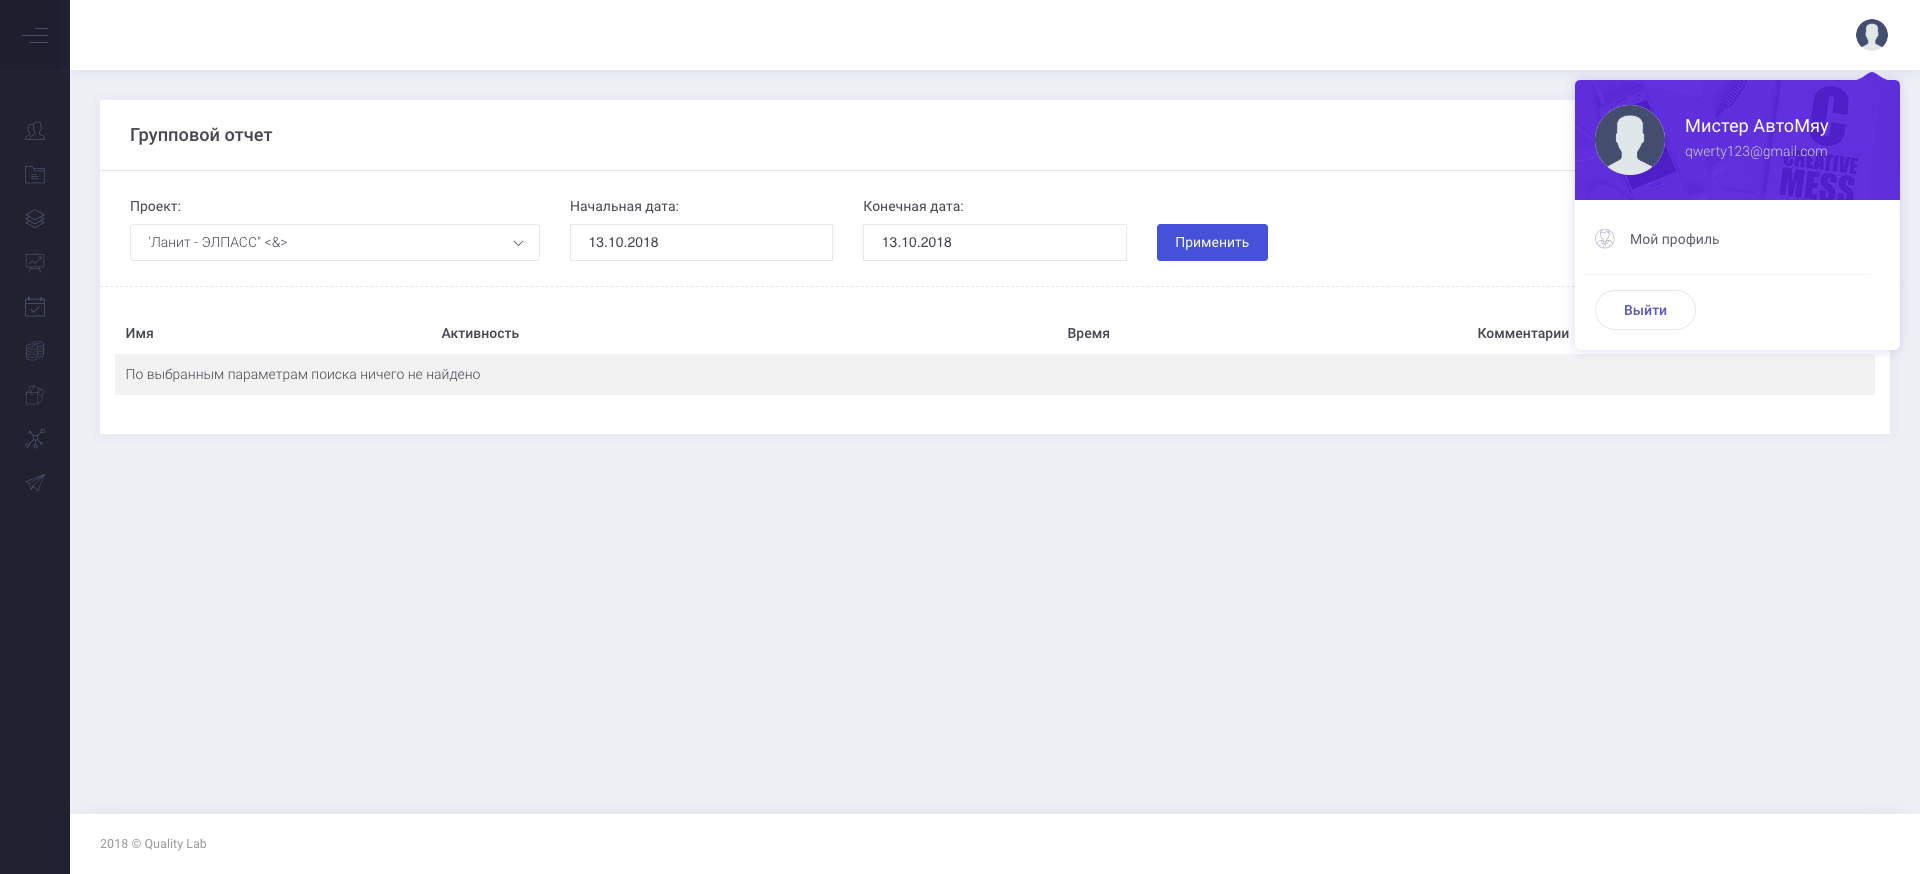 Групповой отчет
Мистер АвтоМяу
qwerty123@gmail.com
C
CREATIVE
MESS
Мой профиль
Выйти
Проект:
Начальная дата:
Конечная дата:
'Ланит - ЭЛПАСС" <&>
13.10.2018
13.10.2018
Применить
Имя
Активность
Время
Комментарии
По выбранным параметрам поиска ничего не найдено
2018 © Quality Lab